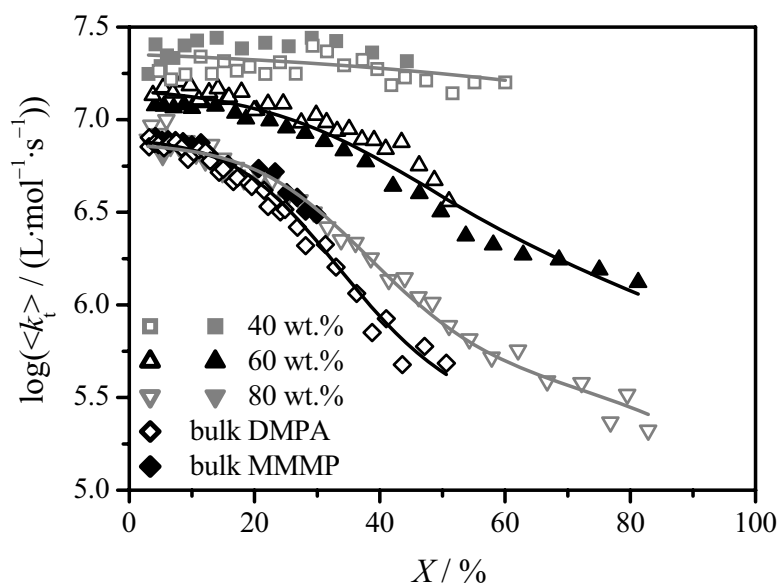 7.5
7.0
6.5
6.0
5.5
5.0
log(<k_t> / (L·mol⁻¹·s⁻¹))
40 wt.%
60 wt.%
80 wt.%
bulk DMPA
bulk MMMP
0 20 40 60 80 100
X / %